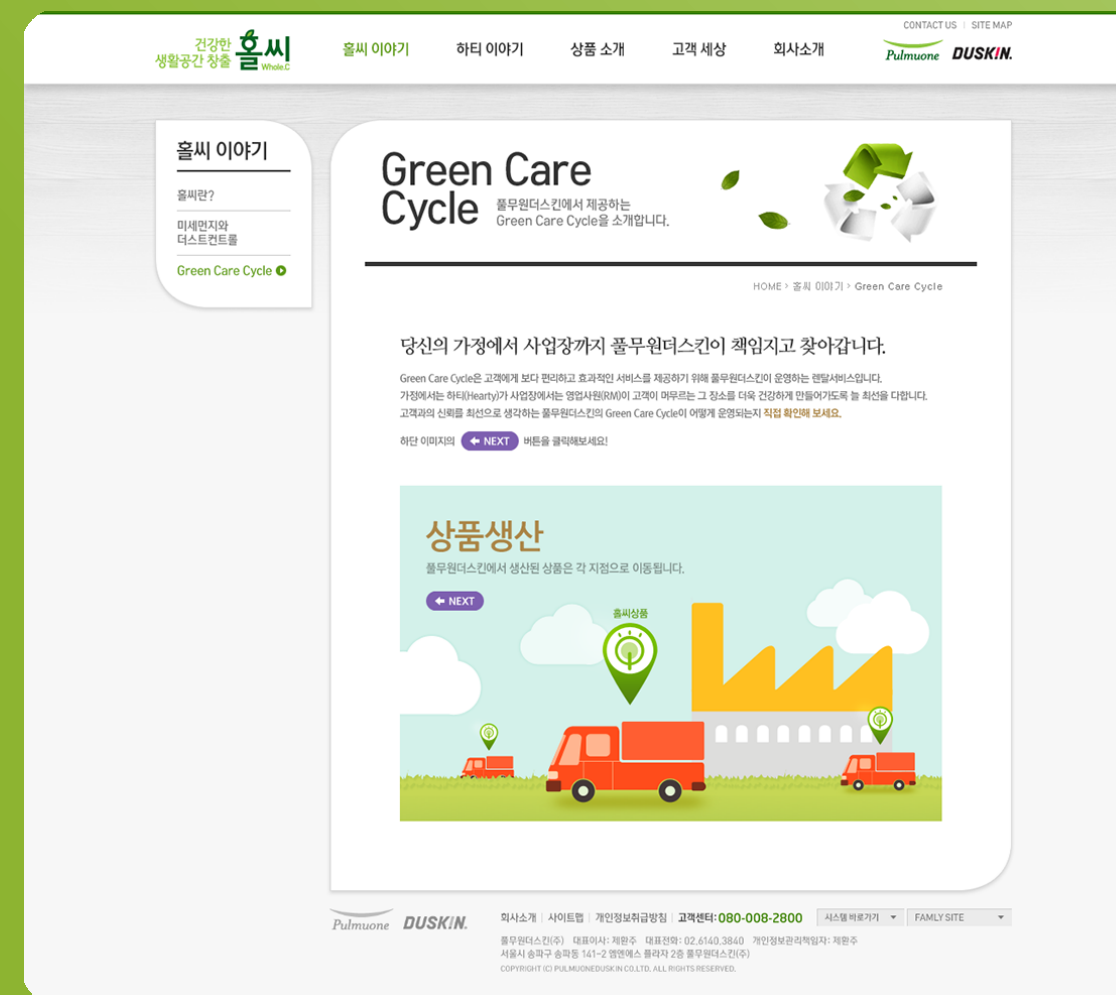 CONTACT US | SITE MAP
건강한
생활공간 창출
홀씨
Whole.C
홀씨 이야기 하티 이야기 상품 소개 고객 세상 회사소개
Pulmuone DUSKIN.
홀씨 이야기
홀씨란?
미세먼지와
더스트컨트롤
Green Care Cycle
Green Care
Cycle
풀무원더스킨에서 제공하는
Green Care Cycle을 소개합니다.
HOME > 홀씨 이야기 > Green Care Cycle
당신의 가정에서 사업장까지 풀무원더스킨이 책임지고 찾아갑니다.
Green Care Cycle은 고객에게 보다 편리하고 효과적인 서비스를 제공하기 위해 풀무원더스킨이 운영하는 렌탈서비스입니다.
가정에서는 하티(Hearty)가 사업장에서는 영업사원(RM)이 고객이 머무르는 그 장소를 더욱 건강하게 만들어가도록 늘 최선을 다합니다.
고객과의 신뢰를 최선으로 생각하는 풀무원더스킨의 Green Care Cycle이 어떻게 운영되는지 직접 확인해 보세요.
하단 이미지의 NEXT 버튼을 클릭해보세요!
상품생산
풀무원더스킨에서 생산된 상품은 각 지점으로 이동됩니다.
NEXT
홀씨상품
Pulmuone DUSKIN.
회사소개 | 사이트맵 | 개인정보취급방침 | 고객센터: 080-008-2800
시스템 바로가기
FAMLY SITE
풀무원더스킨(주) 대표이사: 제환주 대표전화: 02.6140.3840 개인정보관리책임자: 제환주
서울시 송파구 송파동 141-2 엠앤에스 플라자 2층 풀무원더스킨(주)
COPYRIGHT (C) PULMUONEDUSKIN CO.LTD. ALL RIGHTS RESERVED.